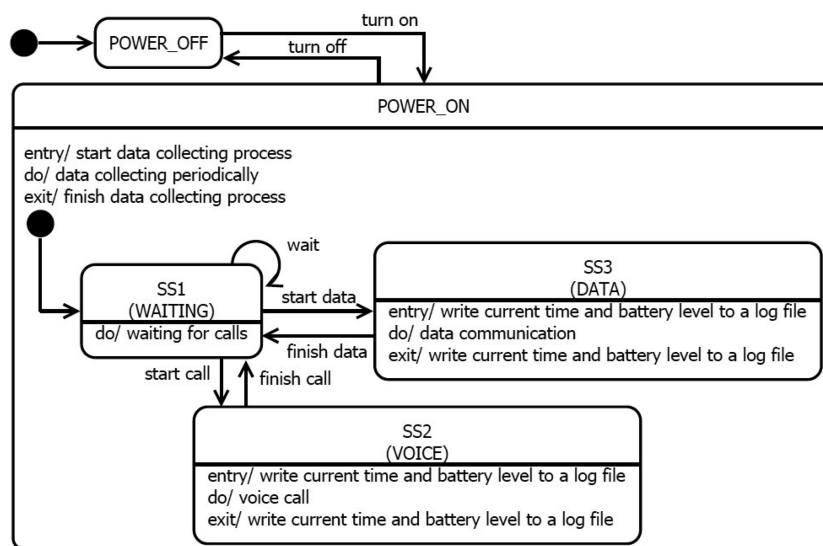 turn on
POWER_OFF
turn off
POWER_ON
entry/ start data collecting process
do/ data collecting periodically
exit/ finish data collecting process
wait
SS1
(WAITING)
do/ waiting for calls
start data
finish data
SS3
(DATA)
entry/ write current time and battery level to a log file
do/ data communication
exit/ write current time and battery level to a log file
start call
finish call
SS2
(VOICE)
entry/ write current time and battery level to a log file
do/ voice call
exit/ write current time and battery level to a log file